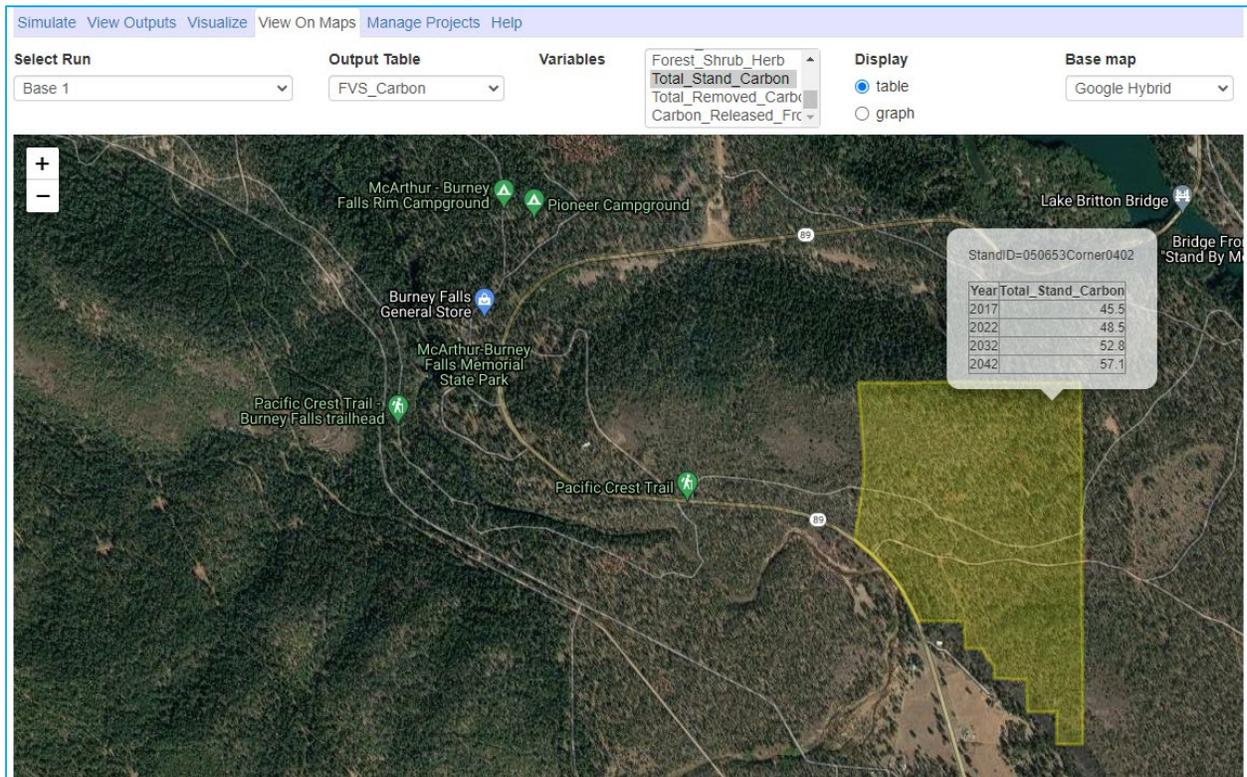 Simulate View Outputs Visualize View On Maps Manage Projects Help
Select Run
Output Table
Variables
Display
Base map
Base 1
FVS_Carbon
Forest_Shrub_Herb
Total_Stand_Carbon
Total_Removed_Carbo
Carbon_Released_Frc
table
graph
Google Hybrid
+
−
McArthur - Burney
Falls Rim Campground
Pioneer Campground
Lake Britton Bridge
89
Bridge From
"Stand By Me
StandID=050653Corner0402
Year Total_Stand_Carbon
2017 45.5
2022 48.5
2032 52.8
2042 57.1
Burney Falls
General Store
McArthur-Burney
Falls Memorial
State Park
Pacific Crest Trail -
Burney Falls trailhead
Pacific Crest Trail
89